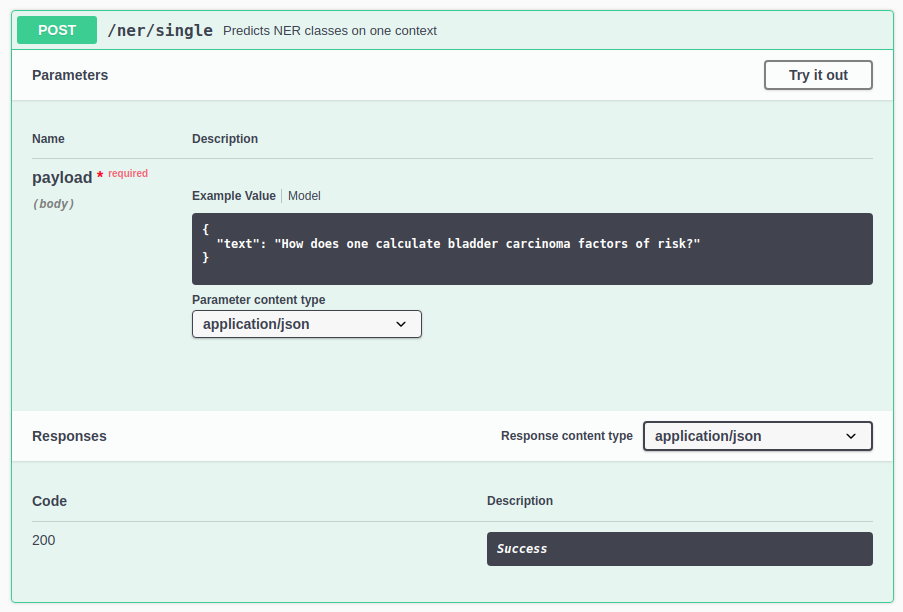 POST /ner/single Predicts NER classes on one context
Parameters Try it out
Name Description
payload * required
(body)
Example Value Model
{
"text": "How does one calculate bladder carcinoma factors of risk?"
}
Parameter content type
application/json
Responses Response content type application/json
Code Description
200 Success